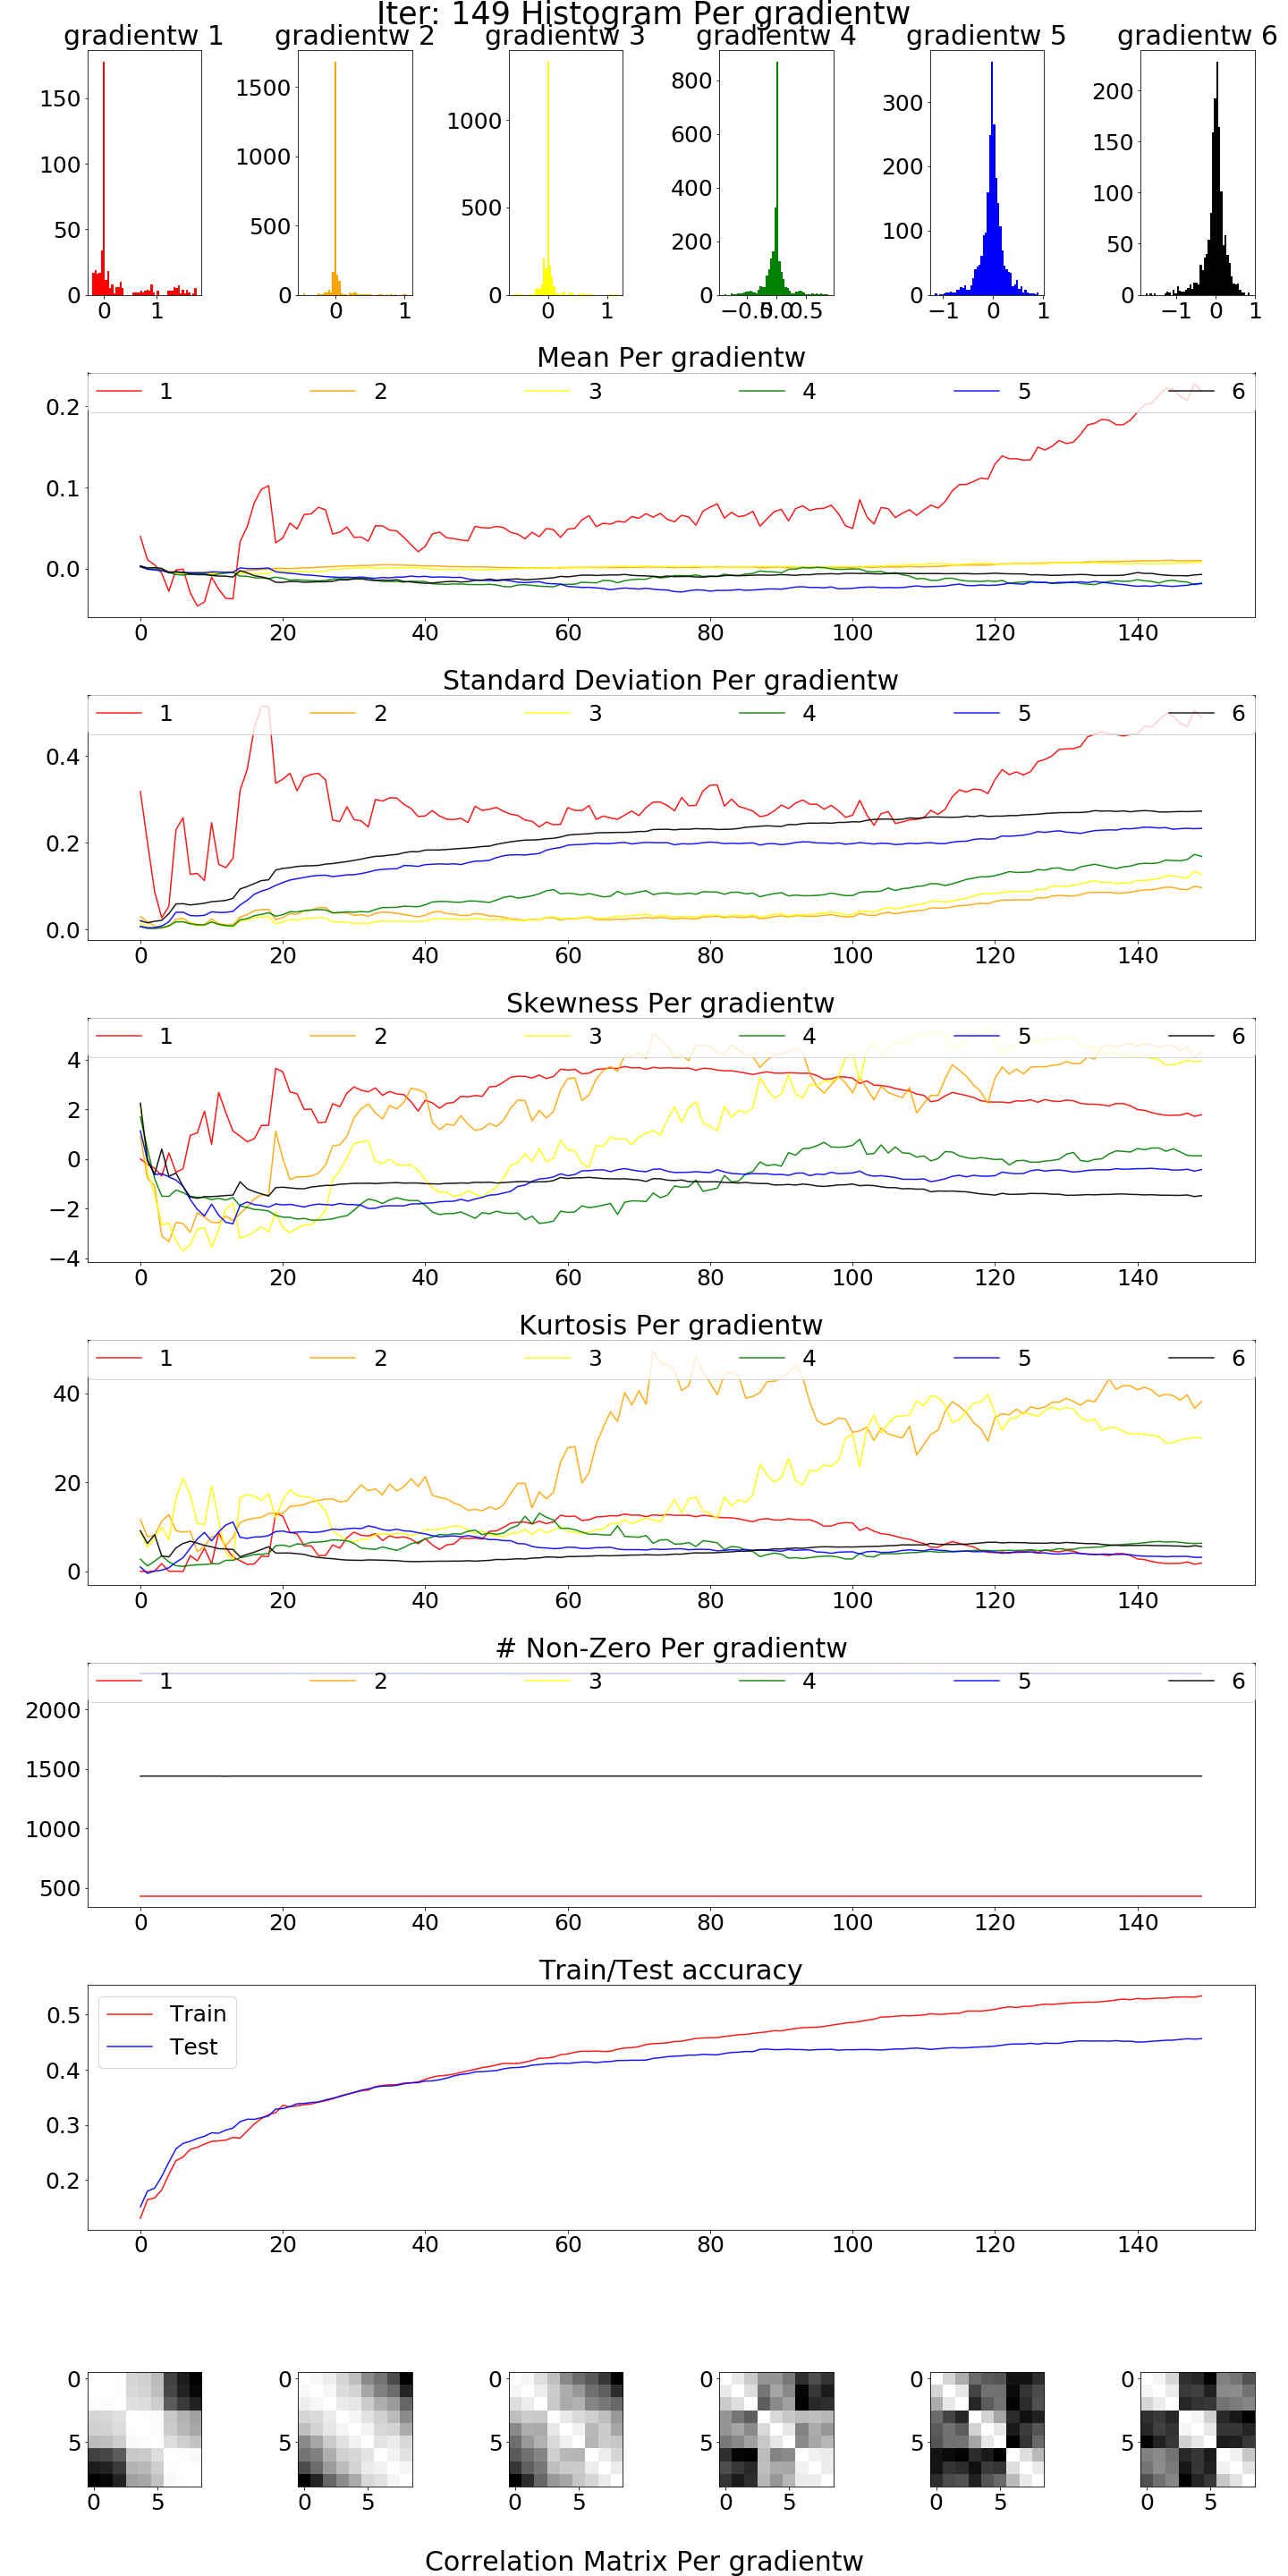 Iter: 149 Histogram Per gradientw
gradientw 1 gradientw 2 gradientw 3 gradientw 4 gradientw 5 gradientw 6
150 100 50 0 0 1
1500 1000 500 0 0 1
1000 500 0 0 1
800 600 400 200 0 −0.5 0.0 0.5
300 200 100 0 −1 0 1
200 150 100 50 0 −1 0 1
Mean Per gradientw
1 2 3 4 5 6
0.2
0.1
0.0
0 20 40 60 80 100 120 140
Standard Deviation Per gradientw
1 2 3 4 5 6
0.4
0.2
0.0
0 20 40 60 80 100 120 140
Skewness Per gradientw
1 2 3 4 5 6
4
2
0
−2
−4
0 20 40 60 80 100 120 140
Kurtosis Per gradientw
1 2 3 4 5 6
40
20
0
0 20 40 60 80 100 120 140
# Non-Zero Per gradientw
1 2 3 4 5 6
2000
1500
1000
500
0 20 40 60 80 100 120 140
Train/Test accuracy
Train
Test
0.5
0.4
0.3
0.2
0 20 40 60 80 100 120 140
0 0 0 0 0 0
5 5 5 5 5 5
0 5 0 5 0 5 0 5 0 5 0 5
Correlation Matrix Per gradientw